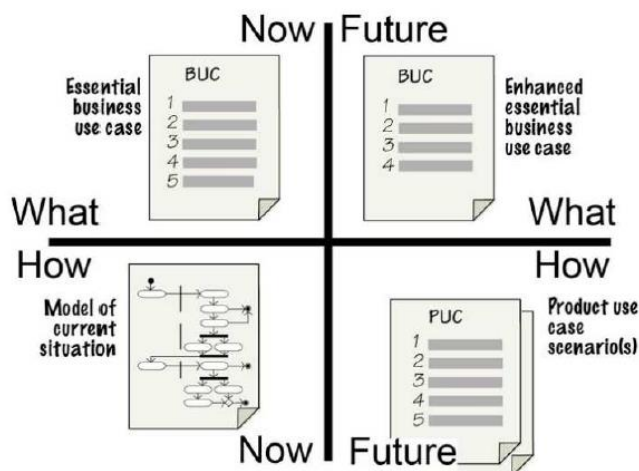 Now Future
Essential
business
use case
BUC
1
2
3
4
5
BUC
1
2
3
4
Enhanced
essential
business
use case
What
What
How
How
Model of
current
situation
PUC
1
2
3
4
5
Product use
case
scenario(s)
Now
Future